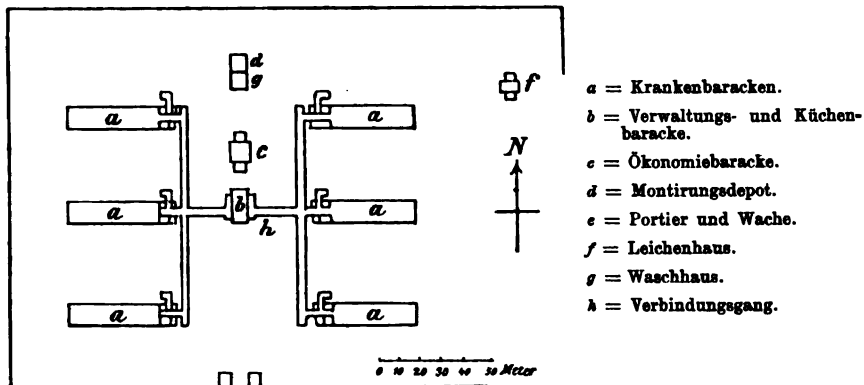 d
g
f
a
a
c
N
a
b
a
h
a
a
0 10 20 30 40 50 Meter
a = Krankenbaracken.
b = Verwaltungs- und Küchen-
baracke.
c = Ökonomiebaracke.
d = Montirungsdepot.
e = Portier und Wache.
f = Leichenhaus.
g = Waschhaus.
h = Verbindungsgang.